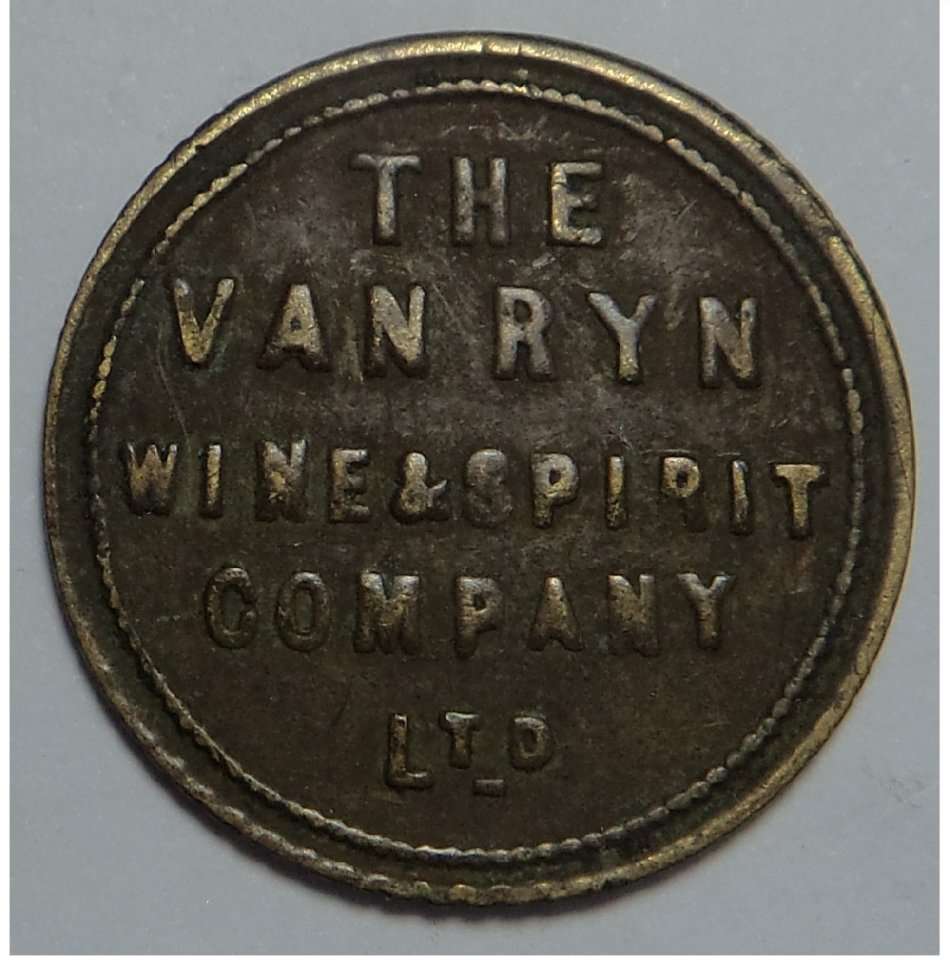 THE
VAN RYN
WINE & SPIRIT
COMPANY
LTD